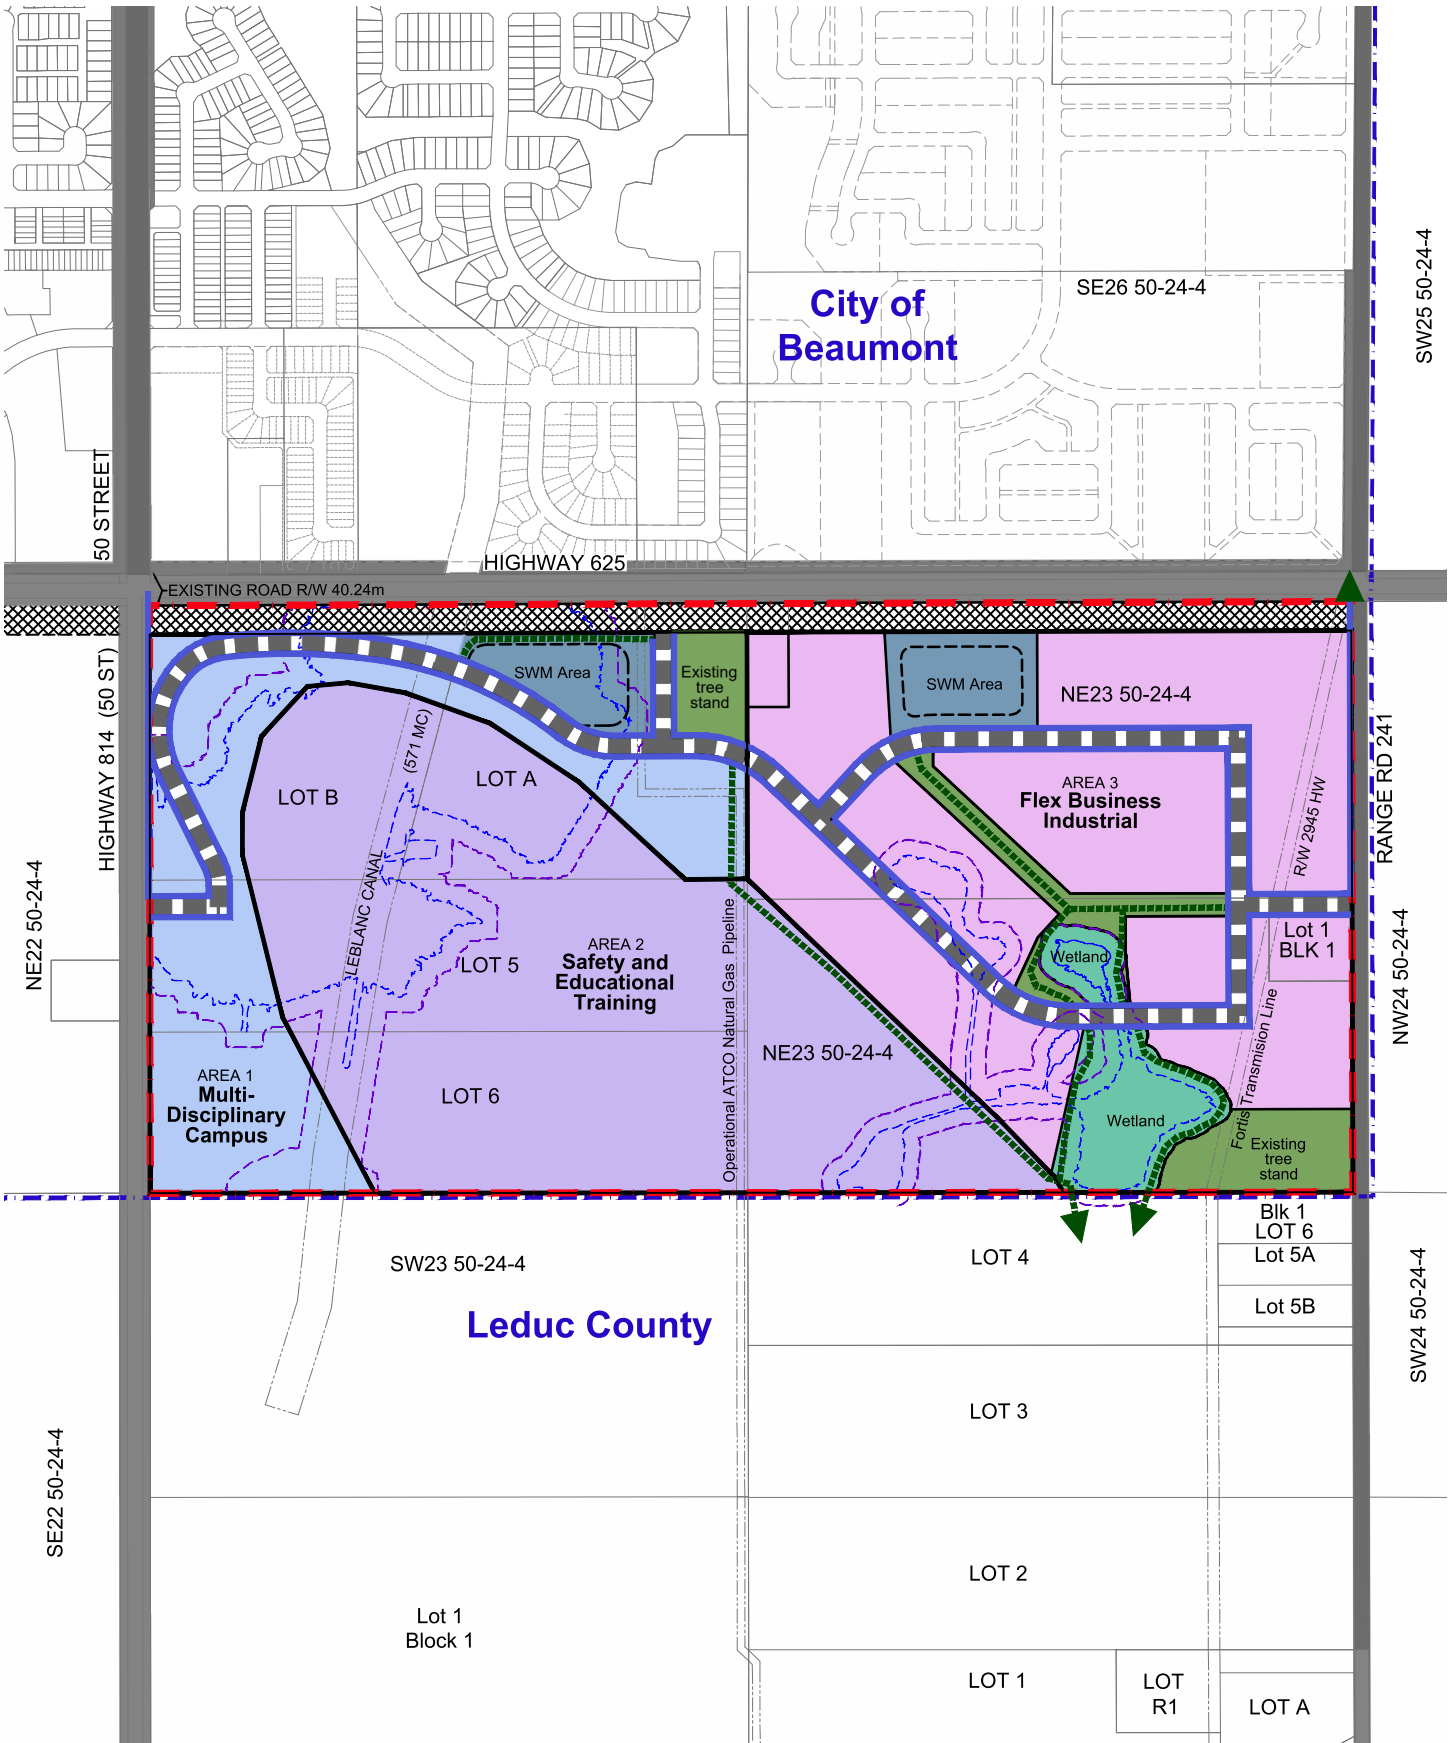 SW25 50-24-4
SE26 50-24-4
City of
Beaumont
50 STREET
HIGHWAY 625
EXISTING ROAD R/W 40.24m
HIGHWAY 814 (50 ST)
SWM Area
Existing
tree
stand
SWM Area
NE23 50-24-4
RANGE RD 241
(571 MC)
LOT A
LOT B
AREA 3
Flex Business
Industrial
R/W 2945 HW
NE22 50-24-4
LEBLANC CANAL
LOT 5
AREA 2
Safety and
Educational
Training
Operational ATCO Natural Gas Pipeline
Wetland
Lot 1
BLK 1
NW24 50-24-4
NE23 50-24-4
AREA 1
Multi-
Disciplinary
Campus
LOT 6
Wetland
Fortis Transmision Line
Existing
tree
stand
Blk 1
LOT 6
Lot 5A
Lot 5B
SW23 50-24-4
LOT 4
Leduc County
SW24 50-24-4
LOT 3
SE22 50-24-4
LOT 2
Lot 1
Block 1
LOT 1
LOT
R1
LOT A